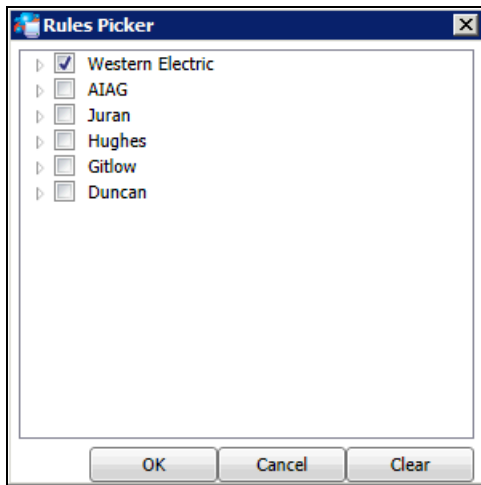 Rules Picker
Western Electric
AIAG
Juran
Hughes
Gitlow
Duncan
OK Cancel Clear